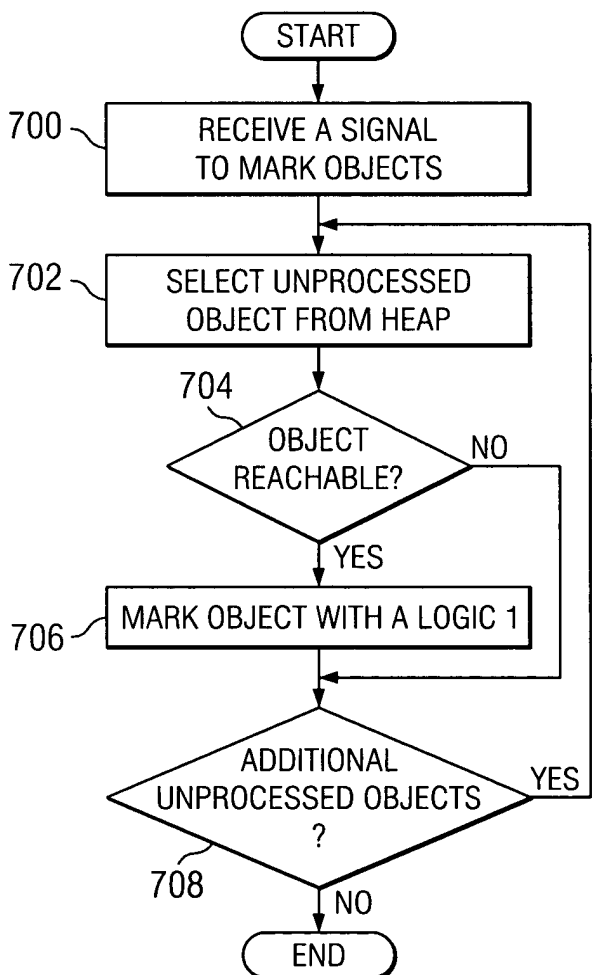 START
700
RECEIVE A SIGNAL
TO MARK OBJECTS
702
SELECT UNPROCESSED
OBJECT FROM HEAP
704
OBJECT
REACHABLE?
NO
YES
706
MARK OBJECT WITH A LOGIC 1
ADDITIONAL
UNPROCESSED OBJECTS
?
YES
708
NO
END